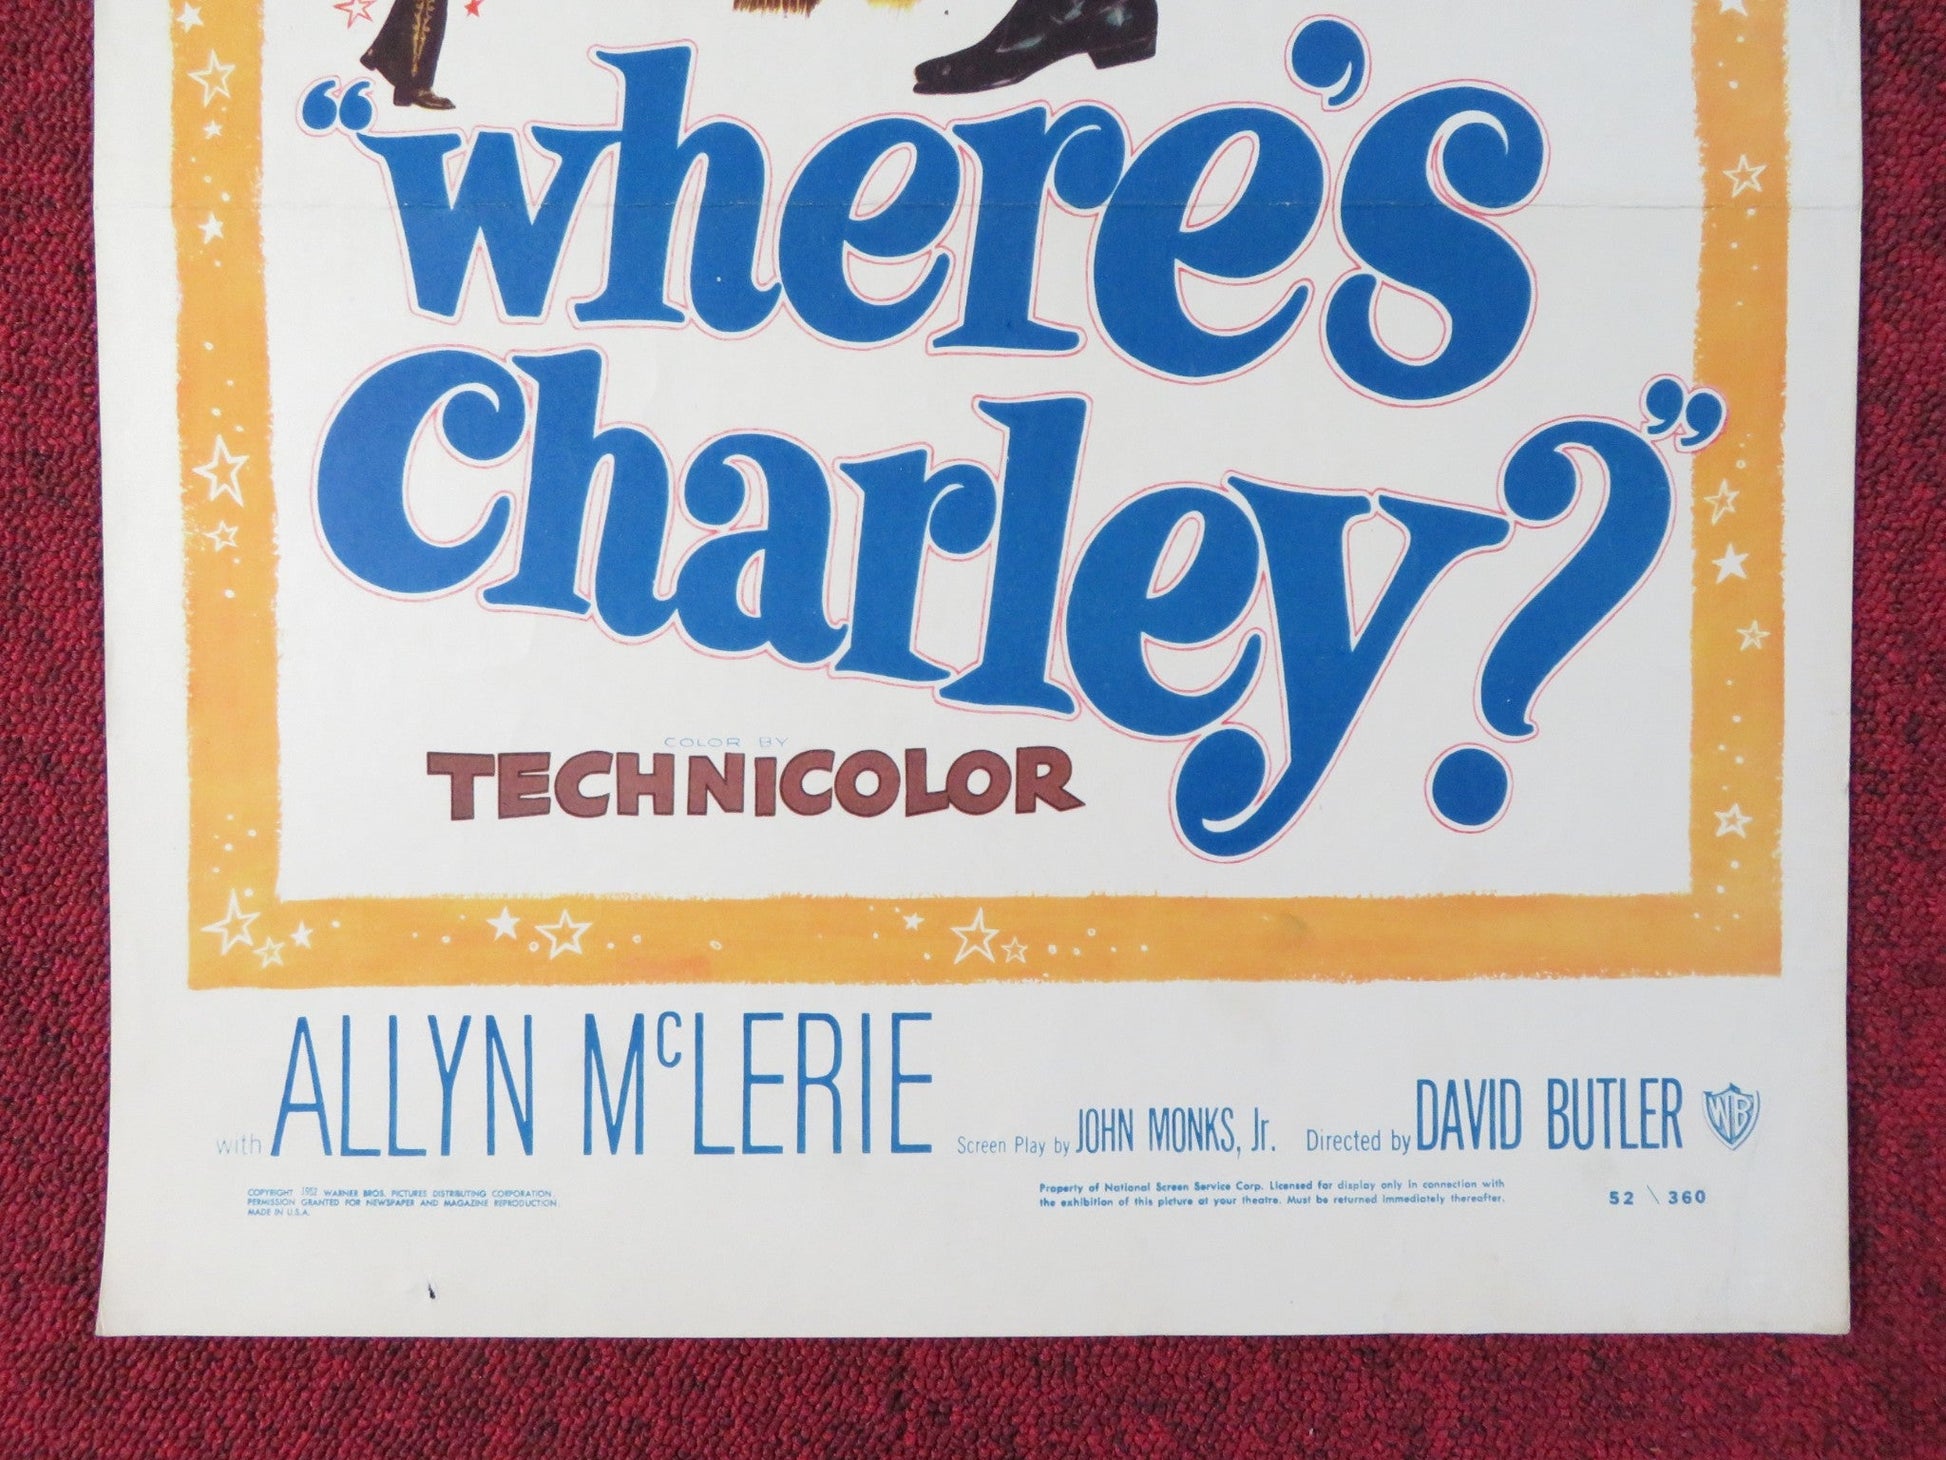 “where's
charley?”
COLOR BY
TECHNICOLOR
with ALLYN McLERIE Screen Play by JOHN MONKS, Jr. Directed by DAVID BUTLER WB
COPYRIGHT 1952 WARNER BROS. PICTURES DISTRIBUTING CORPORATION.
PERMISSION GRANTED FOR NEWSPAPER AND MAGAZINE REPRODUCTION.
MADE IN U.S.A.
Property of National Screen Service Corp. Licensed for display only in connection with
the exhibition of this picture at your theatre. Must be returned immediately thereafter.
52 \ 360